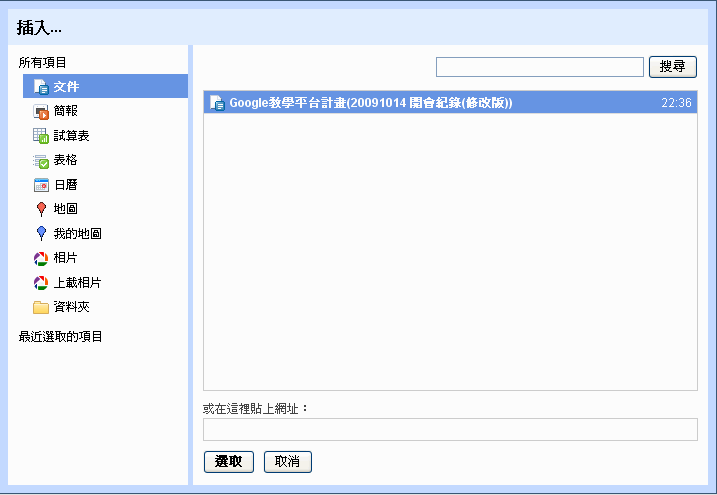 插入...
所有項目
文件
簡報
試算表
表格
日曆
地圖
我的地圖
相片
上載相片
資料夾
最近選取的項目
搜尋
Google教學平台計畫(20091014 開會紀錄(修改版)) 22:36
或在這裡貼上網址：
選取 取消